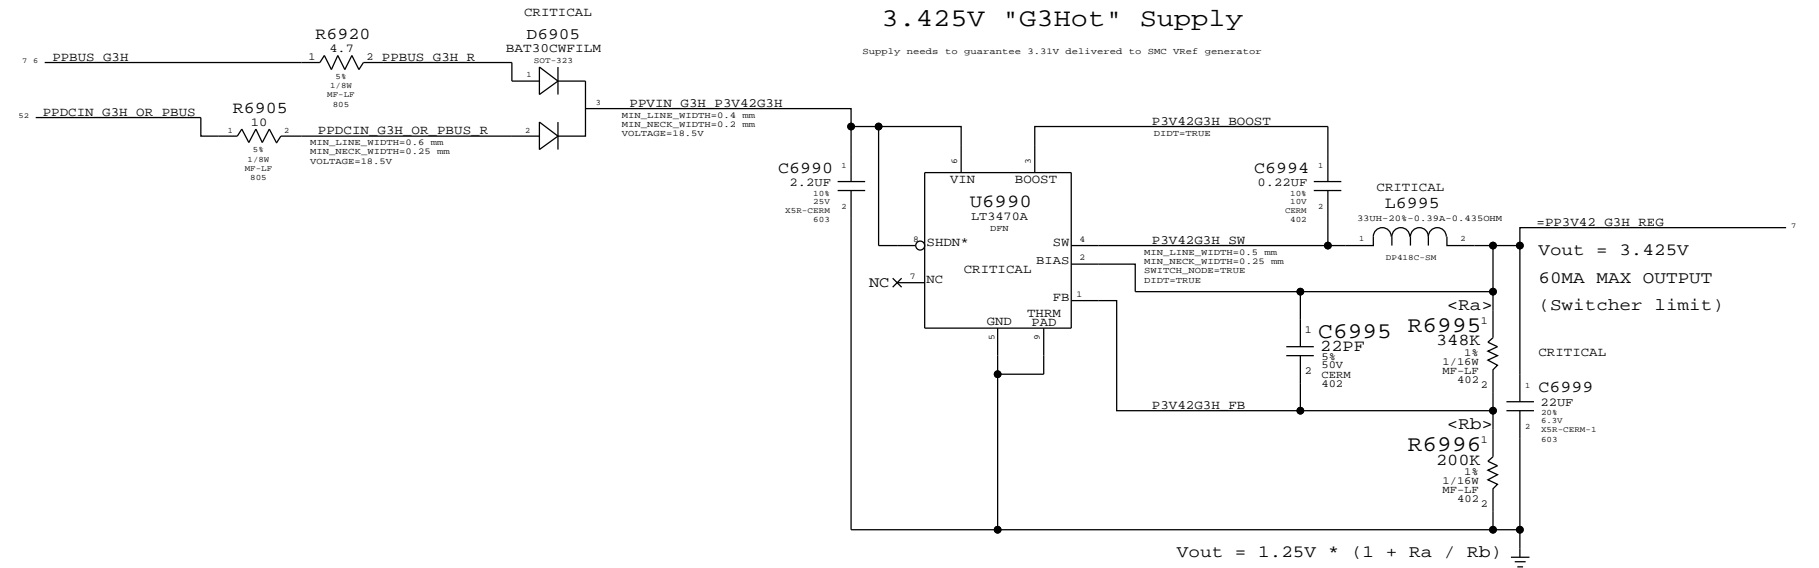 3.425V "G3Hot" Supply
Supply needs to guarantee 3.31V delivered to SMC VRef generator
CRITICAL
D6905
BAT30CWFILM
SOT-323
1
2
3
R6920
4.7
1 2
5%
1/8W
MF-LF
805
7 6 PPBUS_G3H
PPBUS_G3H_R
52 PPDCIN_G3H_OR_PBUS
R6905
10
1 2
5%
1/8W
MF-LF
805
PPDCIN_G3H_OR_PBUS_R
MIN_LINE_WIDTH=0.6 mm
MIN_NECK_WIDTH=0.25 mm
VOLTAGE=18.5V
PPVIN_G3H_P3V42G3H
MIN_LINE_WIDTH=0.4 mm
MIN_NECK_WIDTH=0.2 mm
VOLTAGE=18.5V
C6990
2.2UF
10%
25V
X5R-CERM
603
1
2
6
3
VIN BOOST
U6990
LT3470A
DFN
8 SHDN*
SW 4
BIAS 2
CRITICAL
NC 7 NC
FB 1
GND
THRM
PAD
5
9
P3V42G3H_BOOST
DIDT=TRUE
C6994
0.22UF
10%
10V
CERM
402
1
2
P3V42G3H_SW
MIN_LINE_WIDTH=0.5 mm
MIN_NECK_WIDTH=0.25 mm
SWITCH_NODE=TRUE
DIDT=TRUE
CRITICAL
L6995
33UH-20%-0.39A-0.435OHM
1 2
DP418C-SM
=PP3V42_G3H_REG 7
Vout = 3.425V
60MA MAX OUTPUT
(Switcher limit)
<Ra>
R6995
348K
1%
1/16W
MF-LF
402
1
2
C6995
22PF
5%
50V
CERM
402
1
2
P3V42G3H_FB
<Rb>
R6996
200K
1%
1/16W
MF-LF
402
1
2
CRITICAL
C6999
22UF
20%
6.3V
X5R-CERM-1
603
1
2
Vout = 1.25V * (1 + Ra / Rb)